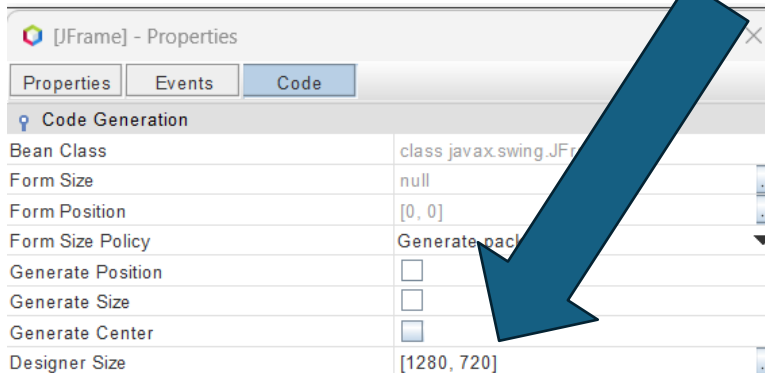 [JFrame] - Properties
Properties Events Code
Code Generation
Bean Class class javax.swing.JFr
Form Size null
Form Position [0, 0]
Form Size Policy Generate pac
Generate Position
Generate Size
Generate Center
Designer Size [1280, 720]